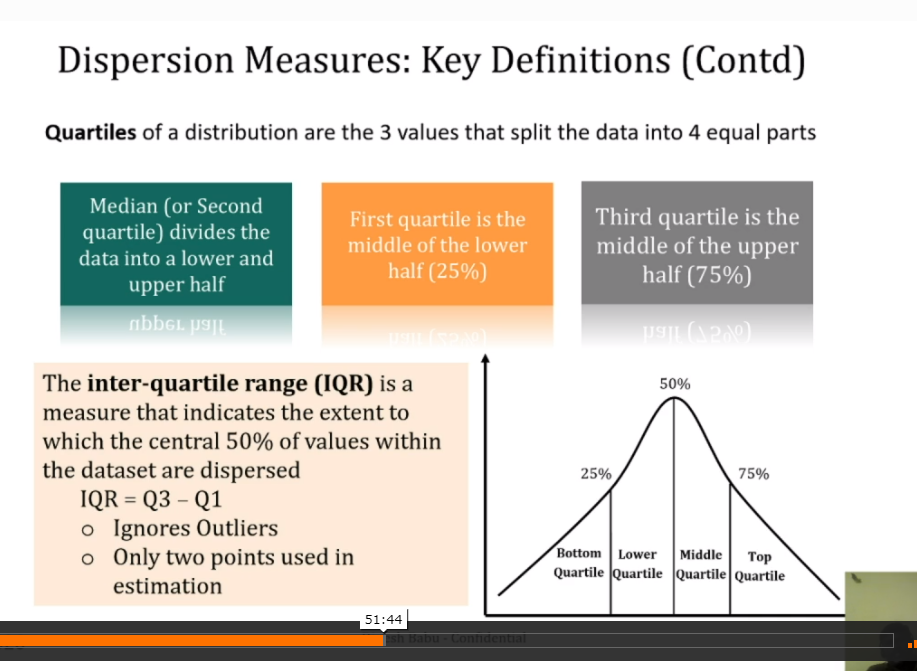 Dispersion Measures: Key Definitions (Contd)
Quartiles of a distribution are the 3 values that split the data into 4 equal parts
Median (or Second
quartile) divides the
data into a lower and
upper half
First quartile is the
middle of the lower
half (25%)
Third quartile is the
middle of the upper
half (75%)
The inter-quartile range (IQR) is a
measure that indicates the extent to
which the central 50% of values within
the dataset are dispersed
IQR = Q3 – Q1
o Ignores Outliers
o Only two points used in
estimation
50%
25%
75%
Bottom
Quartile
Lower
Quartile
Middle
Quartile
Top
Quartile
51:44
Babu - Confidential